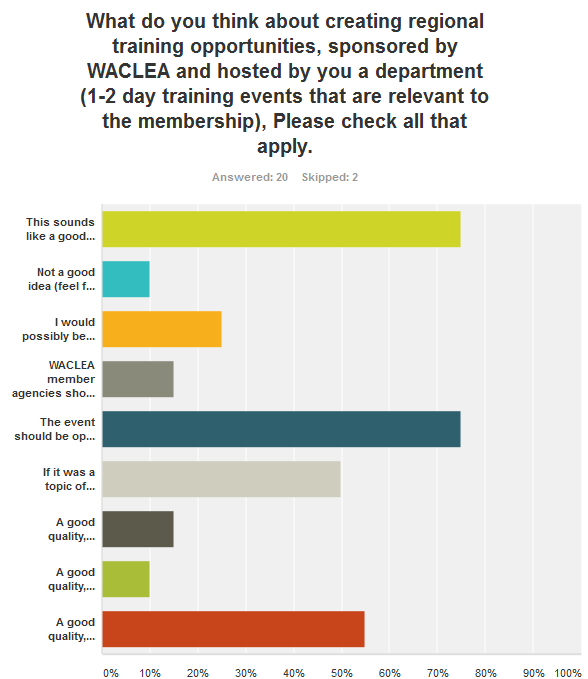 What do you think about creating regional
training opportunities, sponsored by
WACLEA and hosted by you a department
(1-2 day training events that are relevant to
the membership), Please check all that
apply.
Answered: 20 Skipped: 2
This sounds
like a good...
Not a good
idea (feel f...
I would
possibly be...
WACLEA
member
agencies sho...
The event
should be op...
If it was a
topic of...
A good
quality,...
A good
quality,...
A good
quality,...
0% 10% 20% 30% 40% 50% 60% 70% 80% 90% 100%